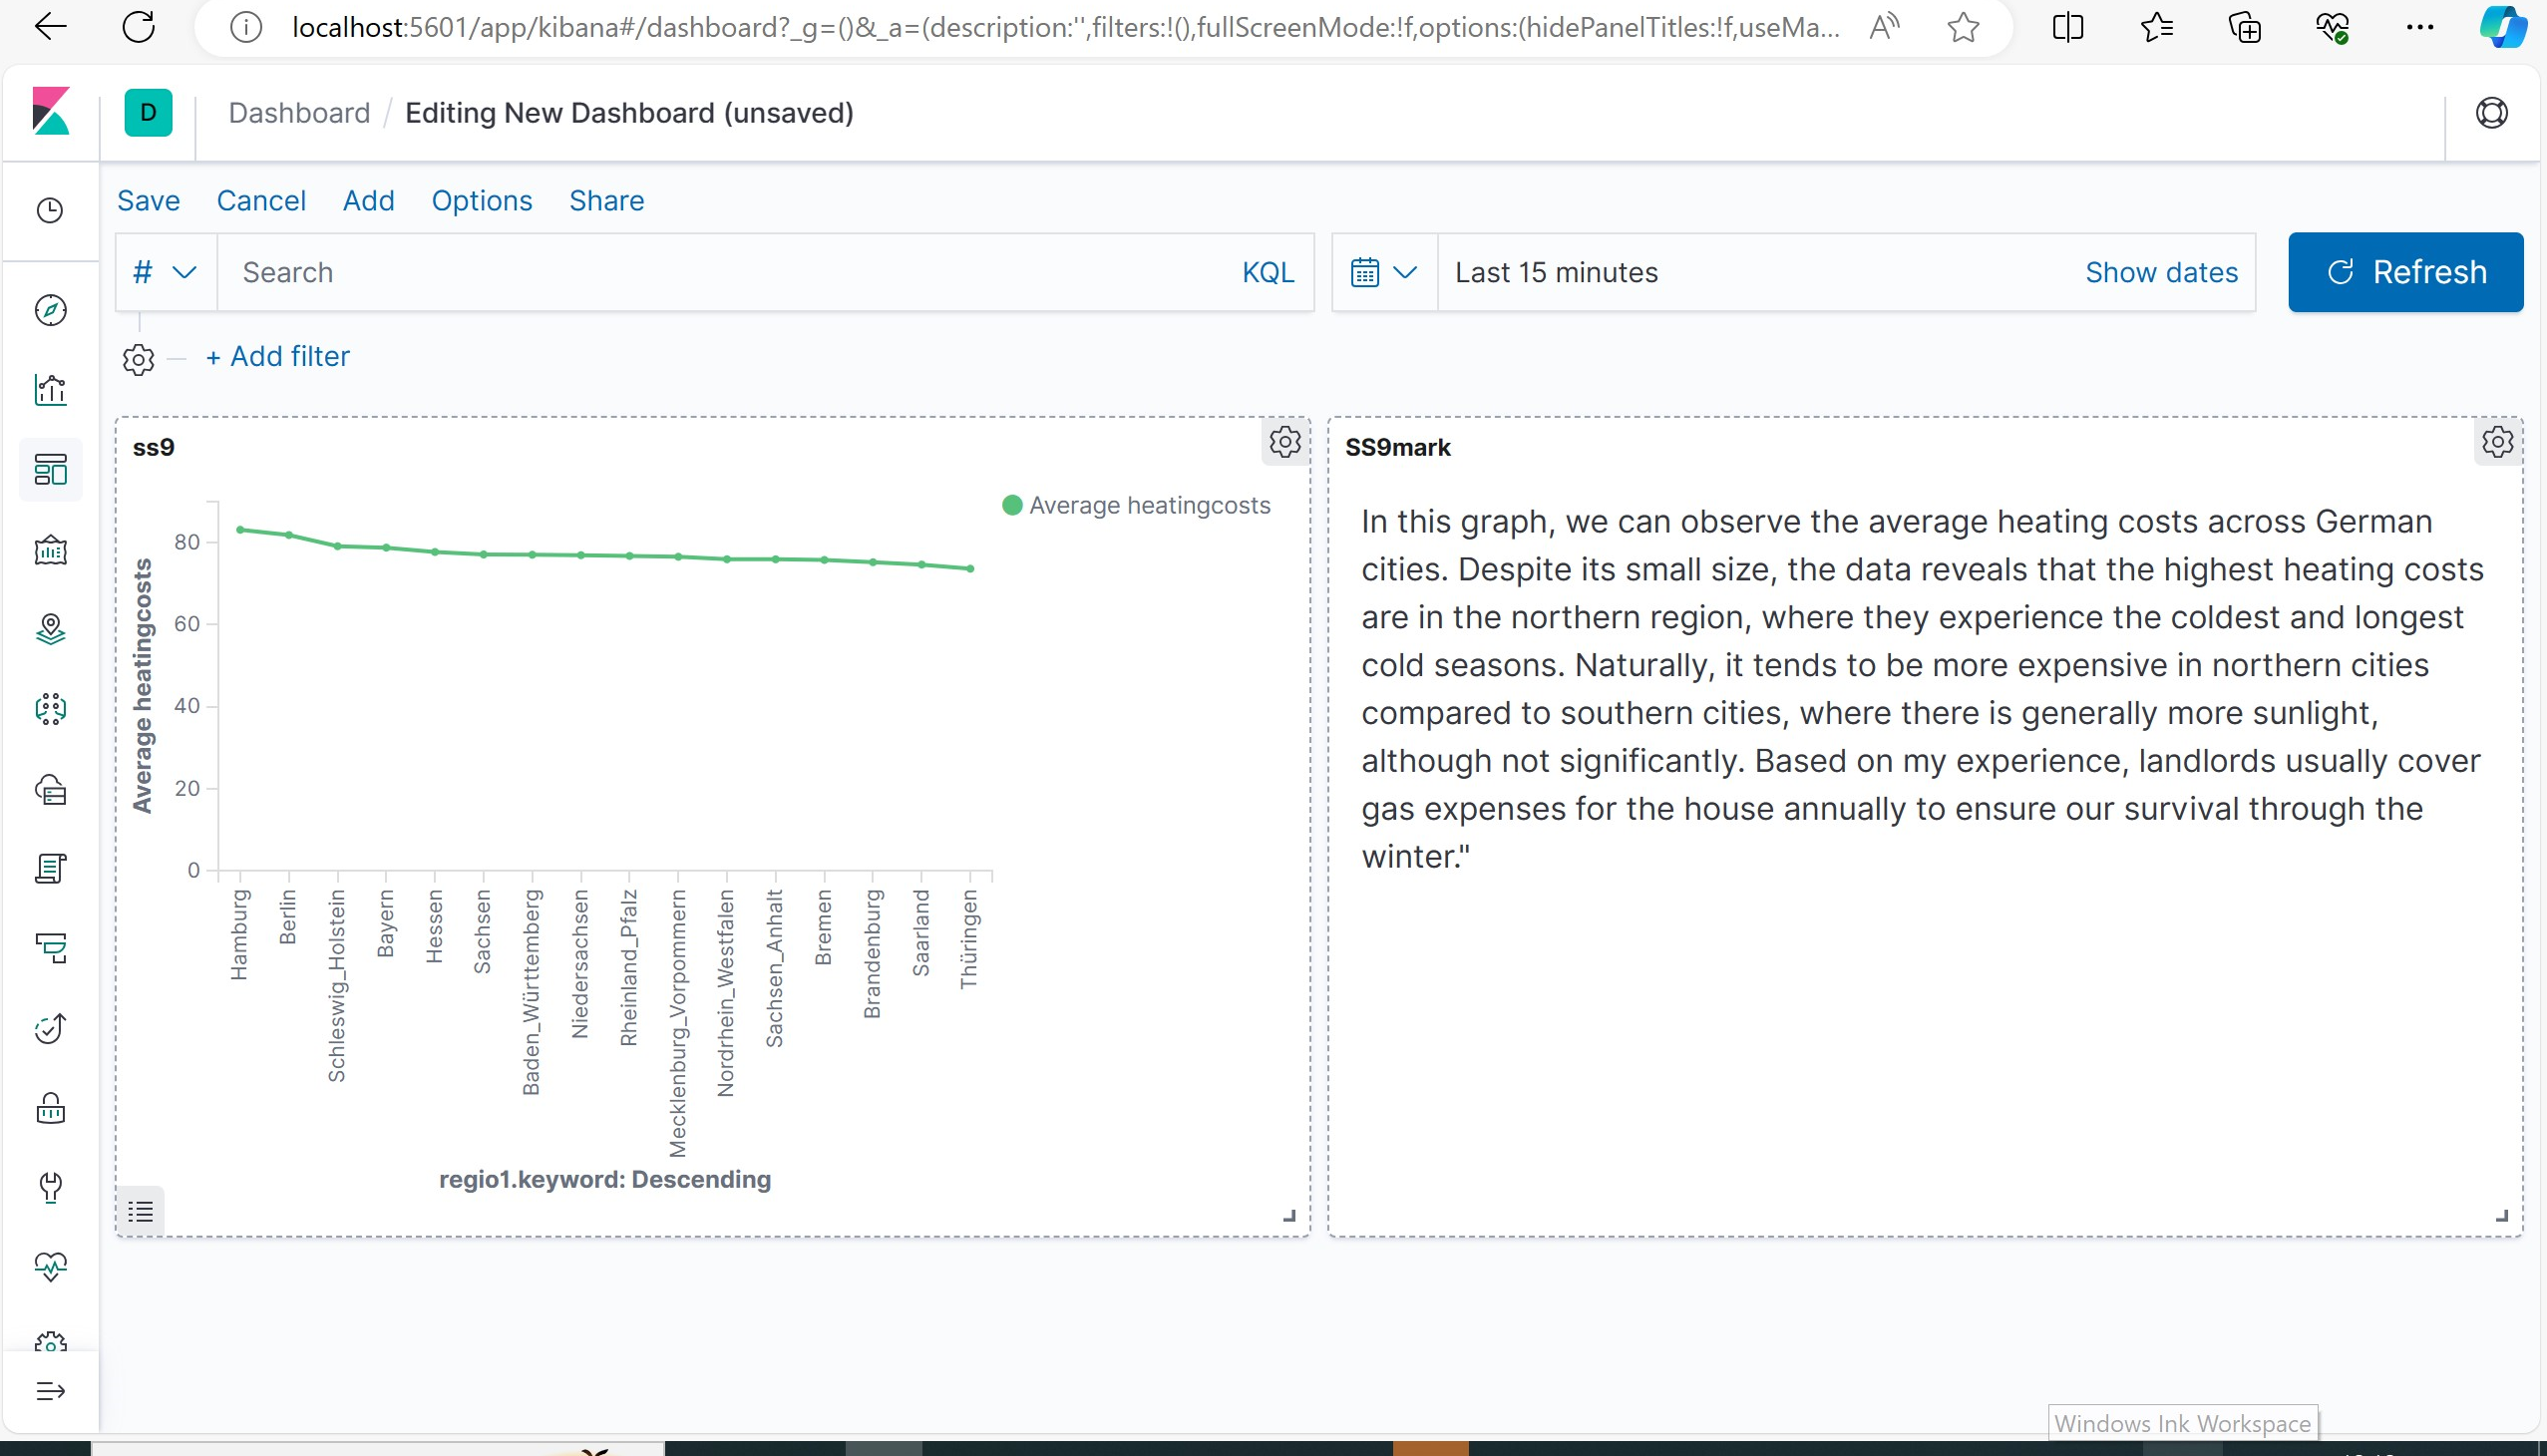 localhost:5601/app/kibana#/dashboard?_g=()&_a=(description:'',filters:!(),fullScreenMode:!f,options:(hidePanelTitles:!f,useMa...
D
Dashboard / Editing New Dashboard (unsaved)
Save Cancel Add Options Share
# Search KQL Last 15 minutes Show dates Refresh
+ Add filter
ss9
Average heatingcosts
Average heatingcosts
80
60
40
20
0
Hamburg
Berlin
Schleswig_Holstein
Bayern
Hessen
Sachsen
Baden_Württemberg
Niedersachsen
Rheinland_Pfalz
Mecklenburg_Vorpommern
Nordrhein_Westfalen
Sachsen_Anhalt
Bremen
Brandenburg
Saarland
Thüringen
regio1.keyword: Descending
SS9mark
In this graph, we can observe the average heating costs across German
cities. Despite its small size, the data reveals that the highest heating costs
are in the northern region, where they experience the coldest and longest
cold seasons. Naturally, it tends to be more expensive in northern cities
compared to southern cities, where there is generally more sunlight,
although not significantly. Based on my experience, landlords usually cover
gas expenses for the house annually to ensure our survival through the
winter."
Windows Ink Workspace